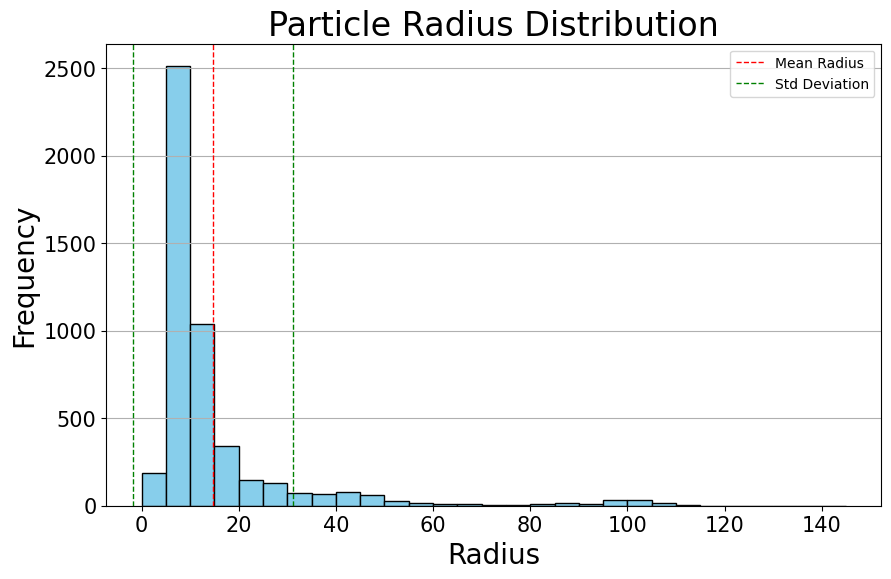 Particle Radius Distribution
Mean Radius
Std Deviation
2500
2000
1500
1000
500
0
Frequency
0 20 40 60 80 100 120 140
Radius